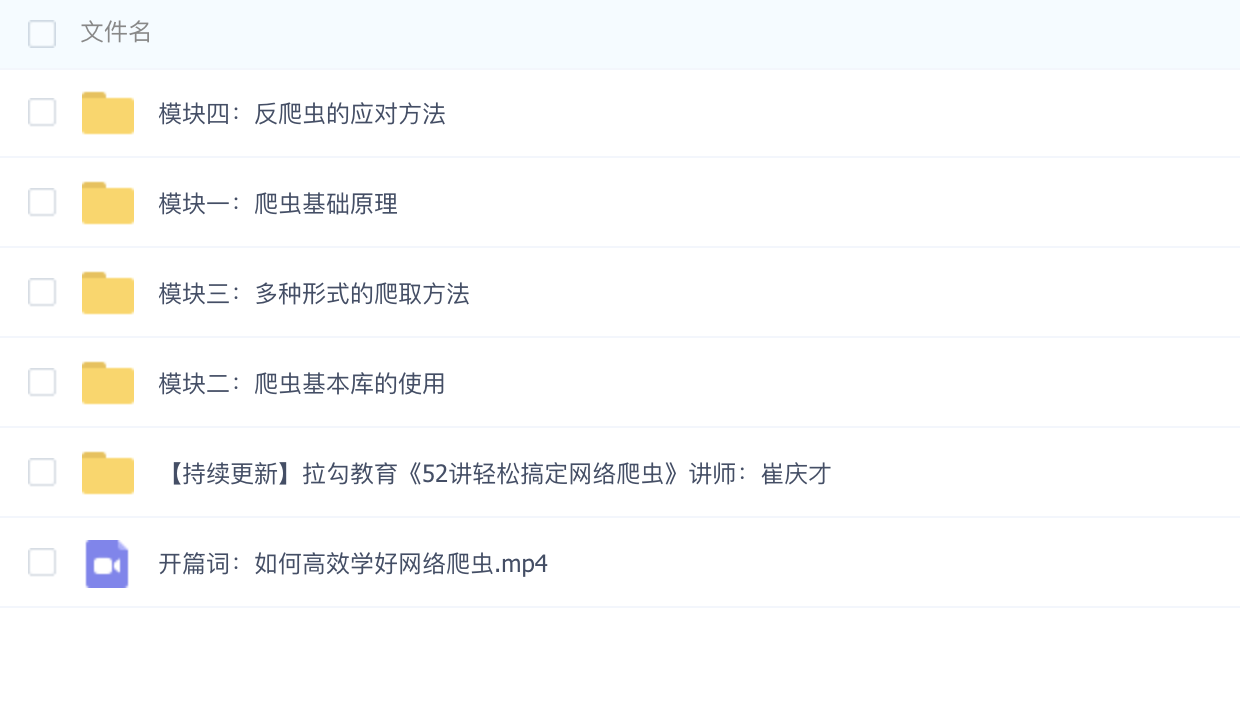 文件名
模块四：反爬虫的应对方法
模块一：爬虫基础原理
模块三：多种形式的爬取方法
模块二：爬虫基本库的使用
【持续更新】拉勾教育《52讲轻松搞定网络爬虫》讲师：崔庆才
开篇词：如何高效学好网络爬虫.mp4